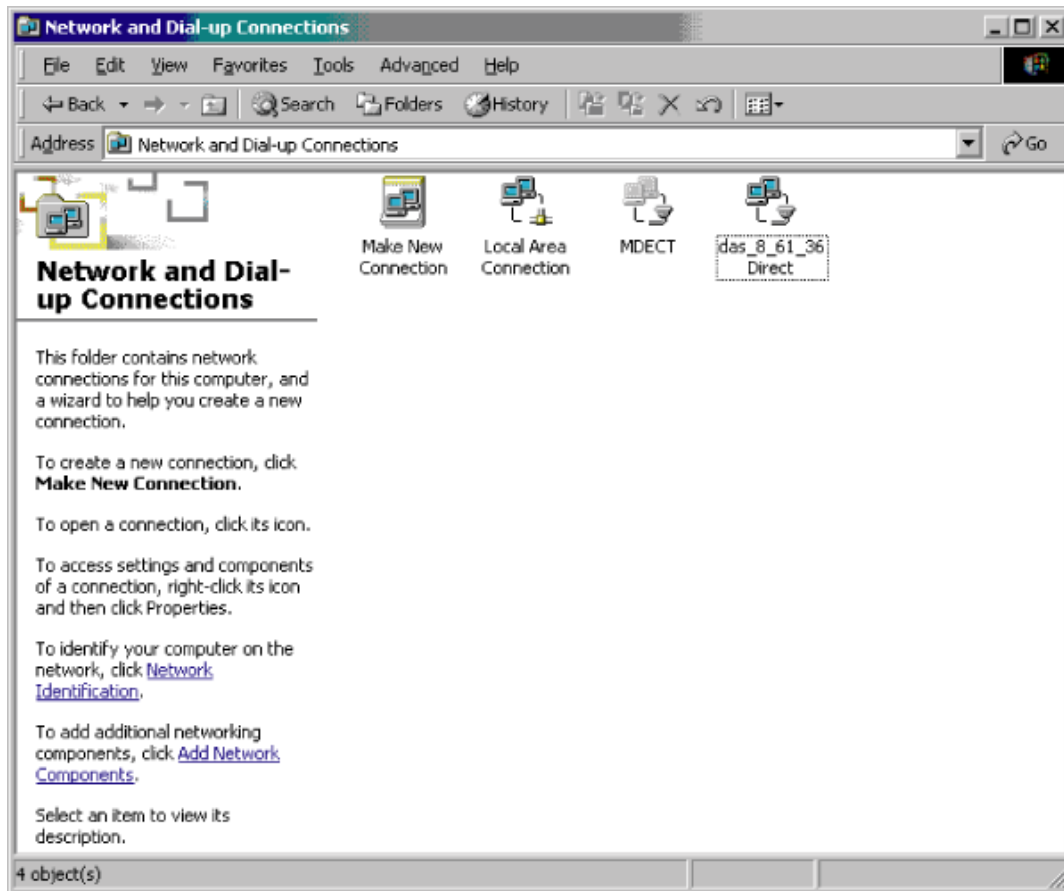 Network and Dial-up Connections
File Edit View Favorites Tools Advanced Help
Back Search Folders History
Address Network and Dial-up Connections Go
Make New
Connection
Local Area
Connection
MDECT
das_8_61_36
Direct
Network and Dial-
up Connections
This folder contains network
connections for this computer, and
a wizard to help you create a new
connection.
To create a new connection, click
Make New Connection.
To open a connection, click its icon.
To access settings and components
of a connection, right-click its icon
and then click Properties.
To identify your computer on the
network, click Network
Identification.
To add additional networking
components, click Add Network
Components.
Select an item to view its
description.
4 object(s)